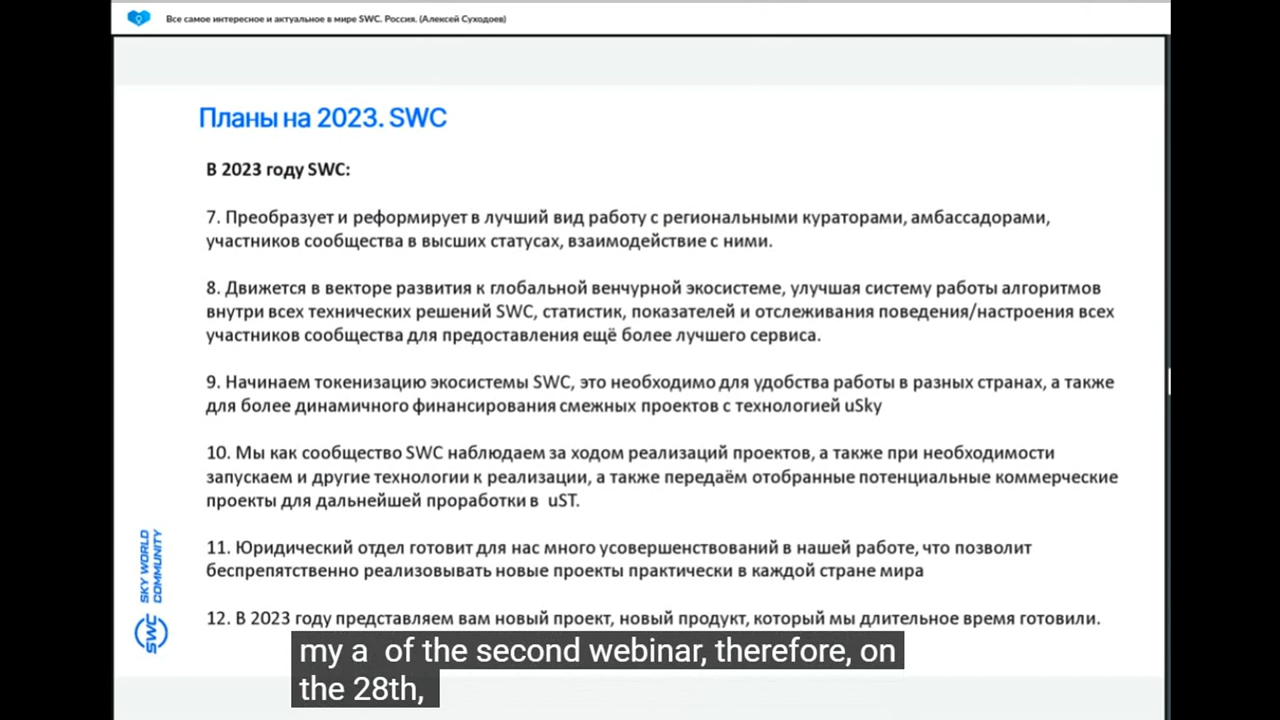 Все самое интересное и актуальное в мире SWC. Россия. (Алексей Суходоев)
Планы на 2023. SWC
В 2023 году SWC:
7. Преобразует и реформирует в лучший вид работу с региональными кураторами, амбассадорами,
участников сообщества в высших статусах, взаимодействие с ними.
8. Движется в векторе развития к глобальной венчурной экосистеме, улучшая систему работы алгоритмов
внутри всех технических решений SWC, статистик, показателей и отслеживания поведения/настроения всех
участников сообщества для предоставления ещё более лучшего сервиса.
9. Начинаем токенизацию экосистемы SWC, это необходимо для удобства работы в разных странах, а также
для более динамичного финансирования смежных проектов с технологией uSky
10. Мы как сообщество SWC наблюдаем за ходом реализаций проектов, а также при необходимости
запускаем и другие технологии к реализации, а также передаём отобранные потенциальные коммерческие
проекты для дальнейшей проработки в uST.
11. Юридический отдел готовит для нас много усовершенствований в нашей работе, что позволит
беспрепятственно реализовывать новые проекты практически в каждой стране мира
12. В 2023 году представляем вам новый проект, новый продукт, который мы длительное время готовили.
SWC
SKY WORLD
COMMUNITY
my a of the second webinar, therefore, on
the 28th,